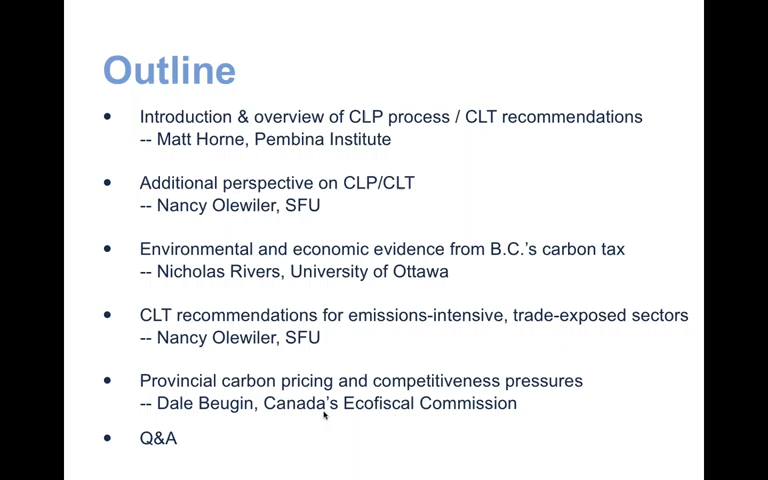 Outline
• Introduction & overview of CLP process / CLT recommendations
-- Matt Horne, Pembina Institute
• Additional perspective on CLP/CLT
-- Nancy Olewiler, SFU
• Environmental and economic evidence from B.C.’s carbon tax
-- Nicholas Rivers, University of Ottawa
• CLT recommendations for emissions-intensive, trade-exposed sectors
-- Nancy Olewiler, SFU
• Provincial carbon pricing and competitiveness pressures
-- Dale Beugin, Canada’s Ecofiscal Commission
• Q&A